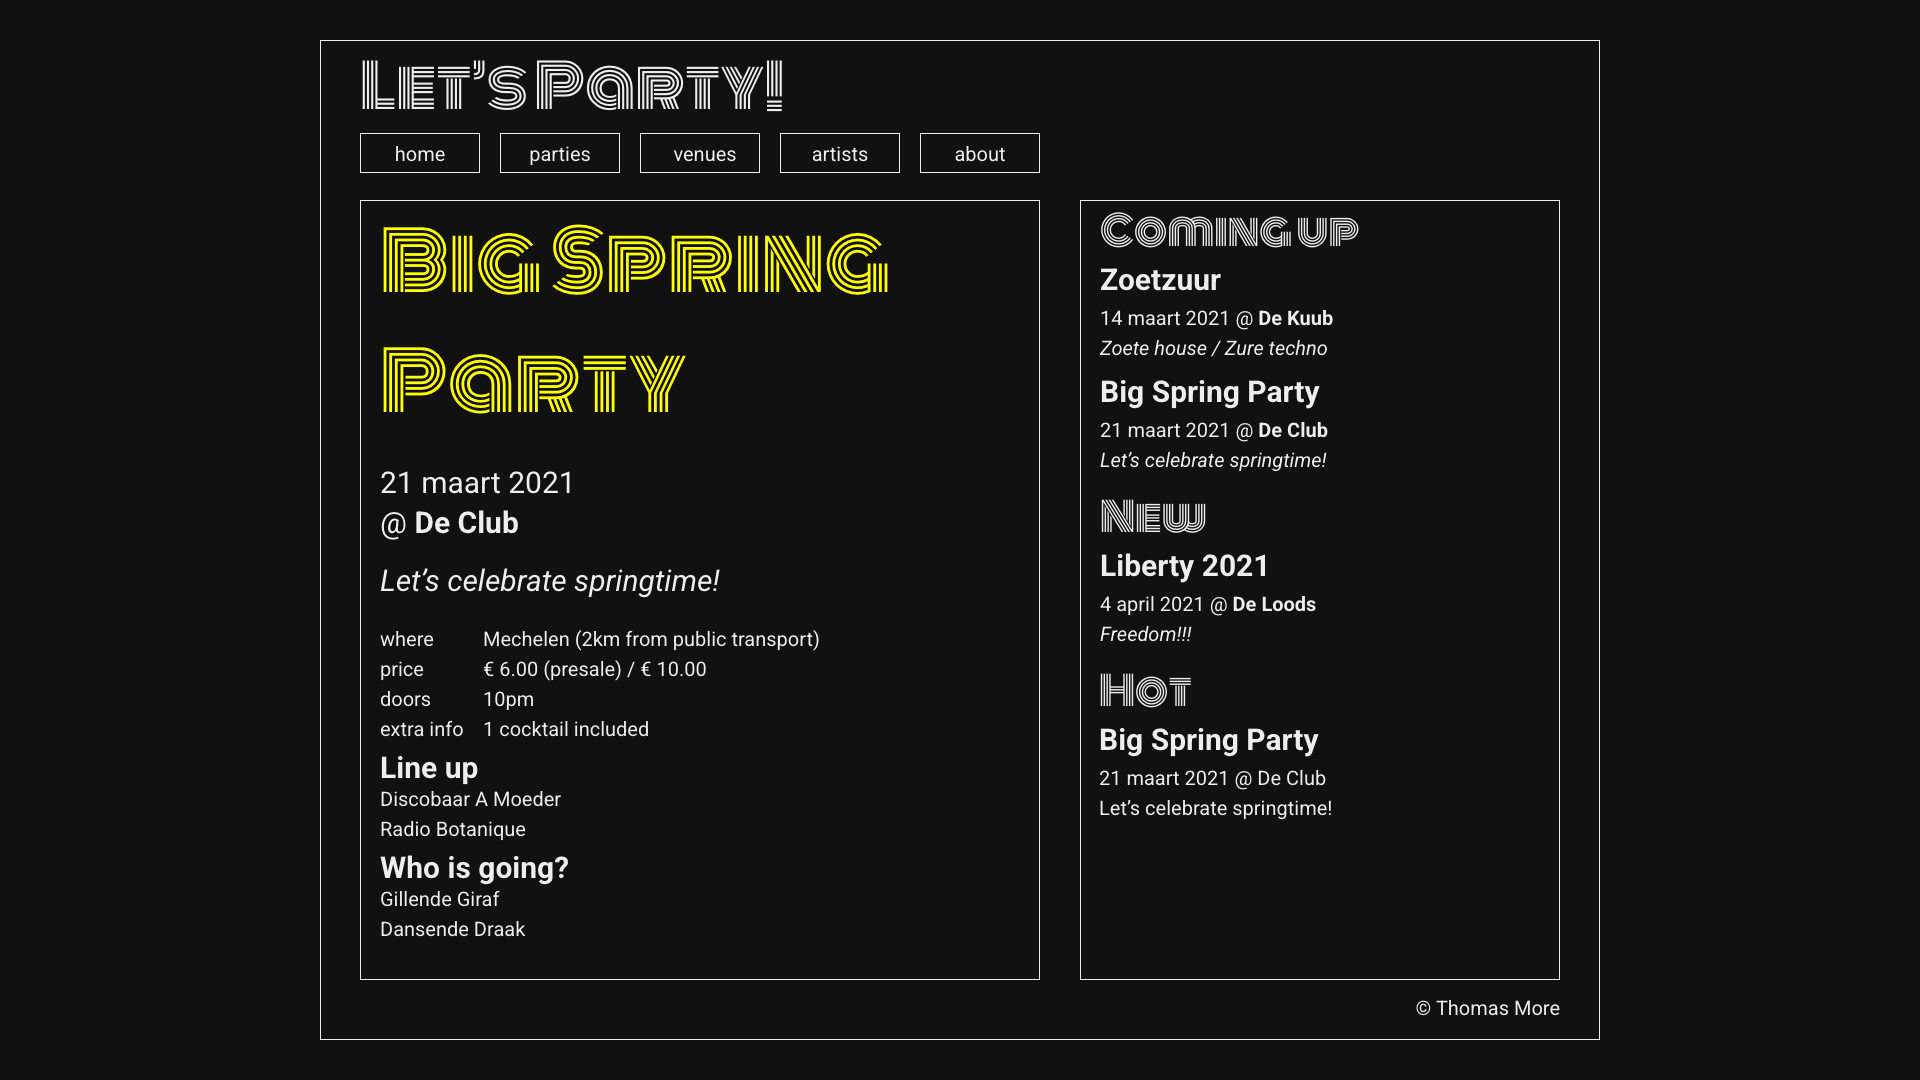 Let’s Party!
home parties venues artists about
Big Spring
Party
21 maart 2021
@ De Club
Let’s celebrate springtime!
where Mechelen (2km from public transport)
price € 6.00 (presale) / € 10.00
doors 10pm
extra info 1 cocktail included
Line up
Discobaar A Moeder
Radio Botanique
Who is going?
Gillende Giraf
Dansende Draak
Coming up
Zoetzuur
14 maart 2021 @ De Kuub
Zoete house / Zure techno
Big Spring Party
21 maart 2021 @ De Club
Let’s celebrate springtime!
New
Liberty 2021
4 april 2021 @ De Loods
Freedom!!!
Hot
Big Spring Party
21 maart 2021 @ De Club
Let’s celebrate springtime!
© Thomas More